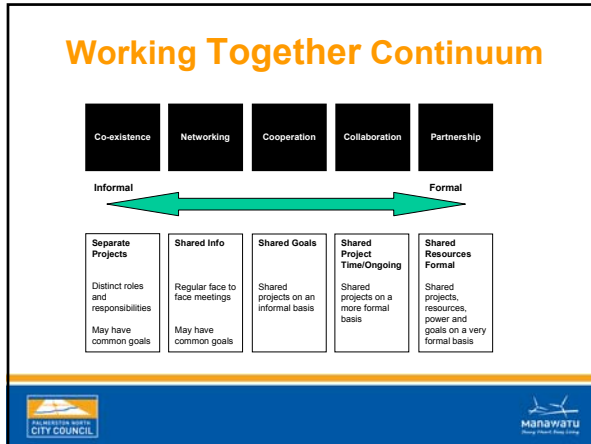 Working Together Continuum
Co-existence
Networking
Cooperation
Collaboration
Partnership
Informal
Formal
Separate
Projects
Distinct roles
and
responsibilities
May have
common goals
Shared Info
Regular face to
face meetings
May have
common goals
Shared Goals
Shared
projects on an
informal basis
Shared
Project
Time/Ongoing
Shared
projects on a
more formal
basis
Shared
Resources
Formal
Shared
projects,
resources,
power and
goals on a very
formal basis
PALMERSTON NORTH
CITY COUNCIL
Manawatu